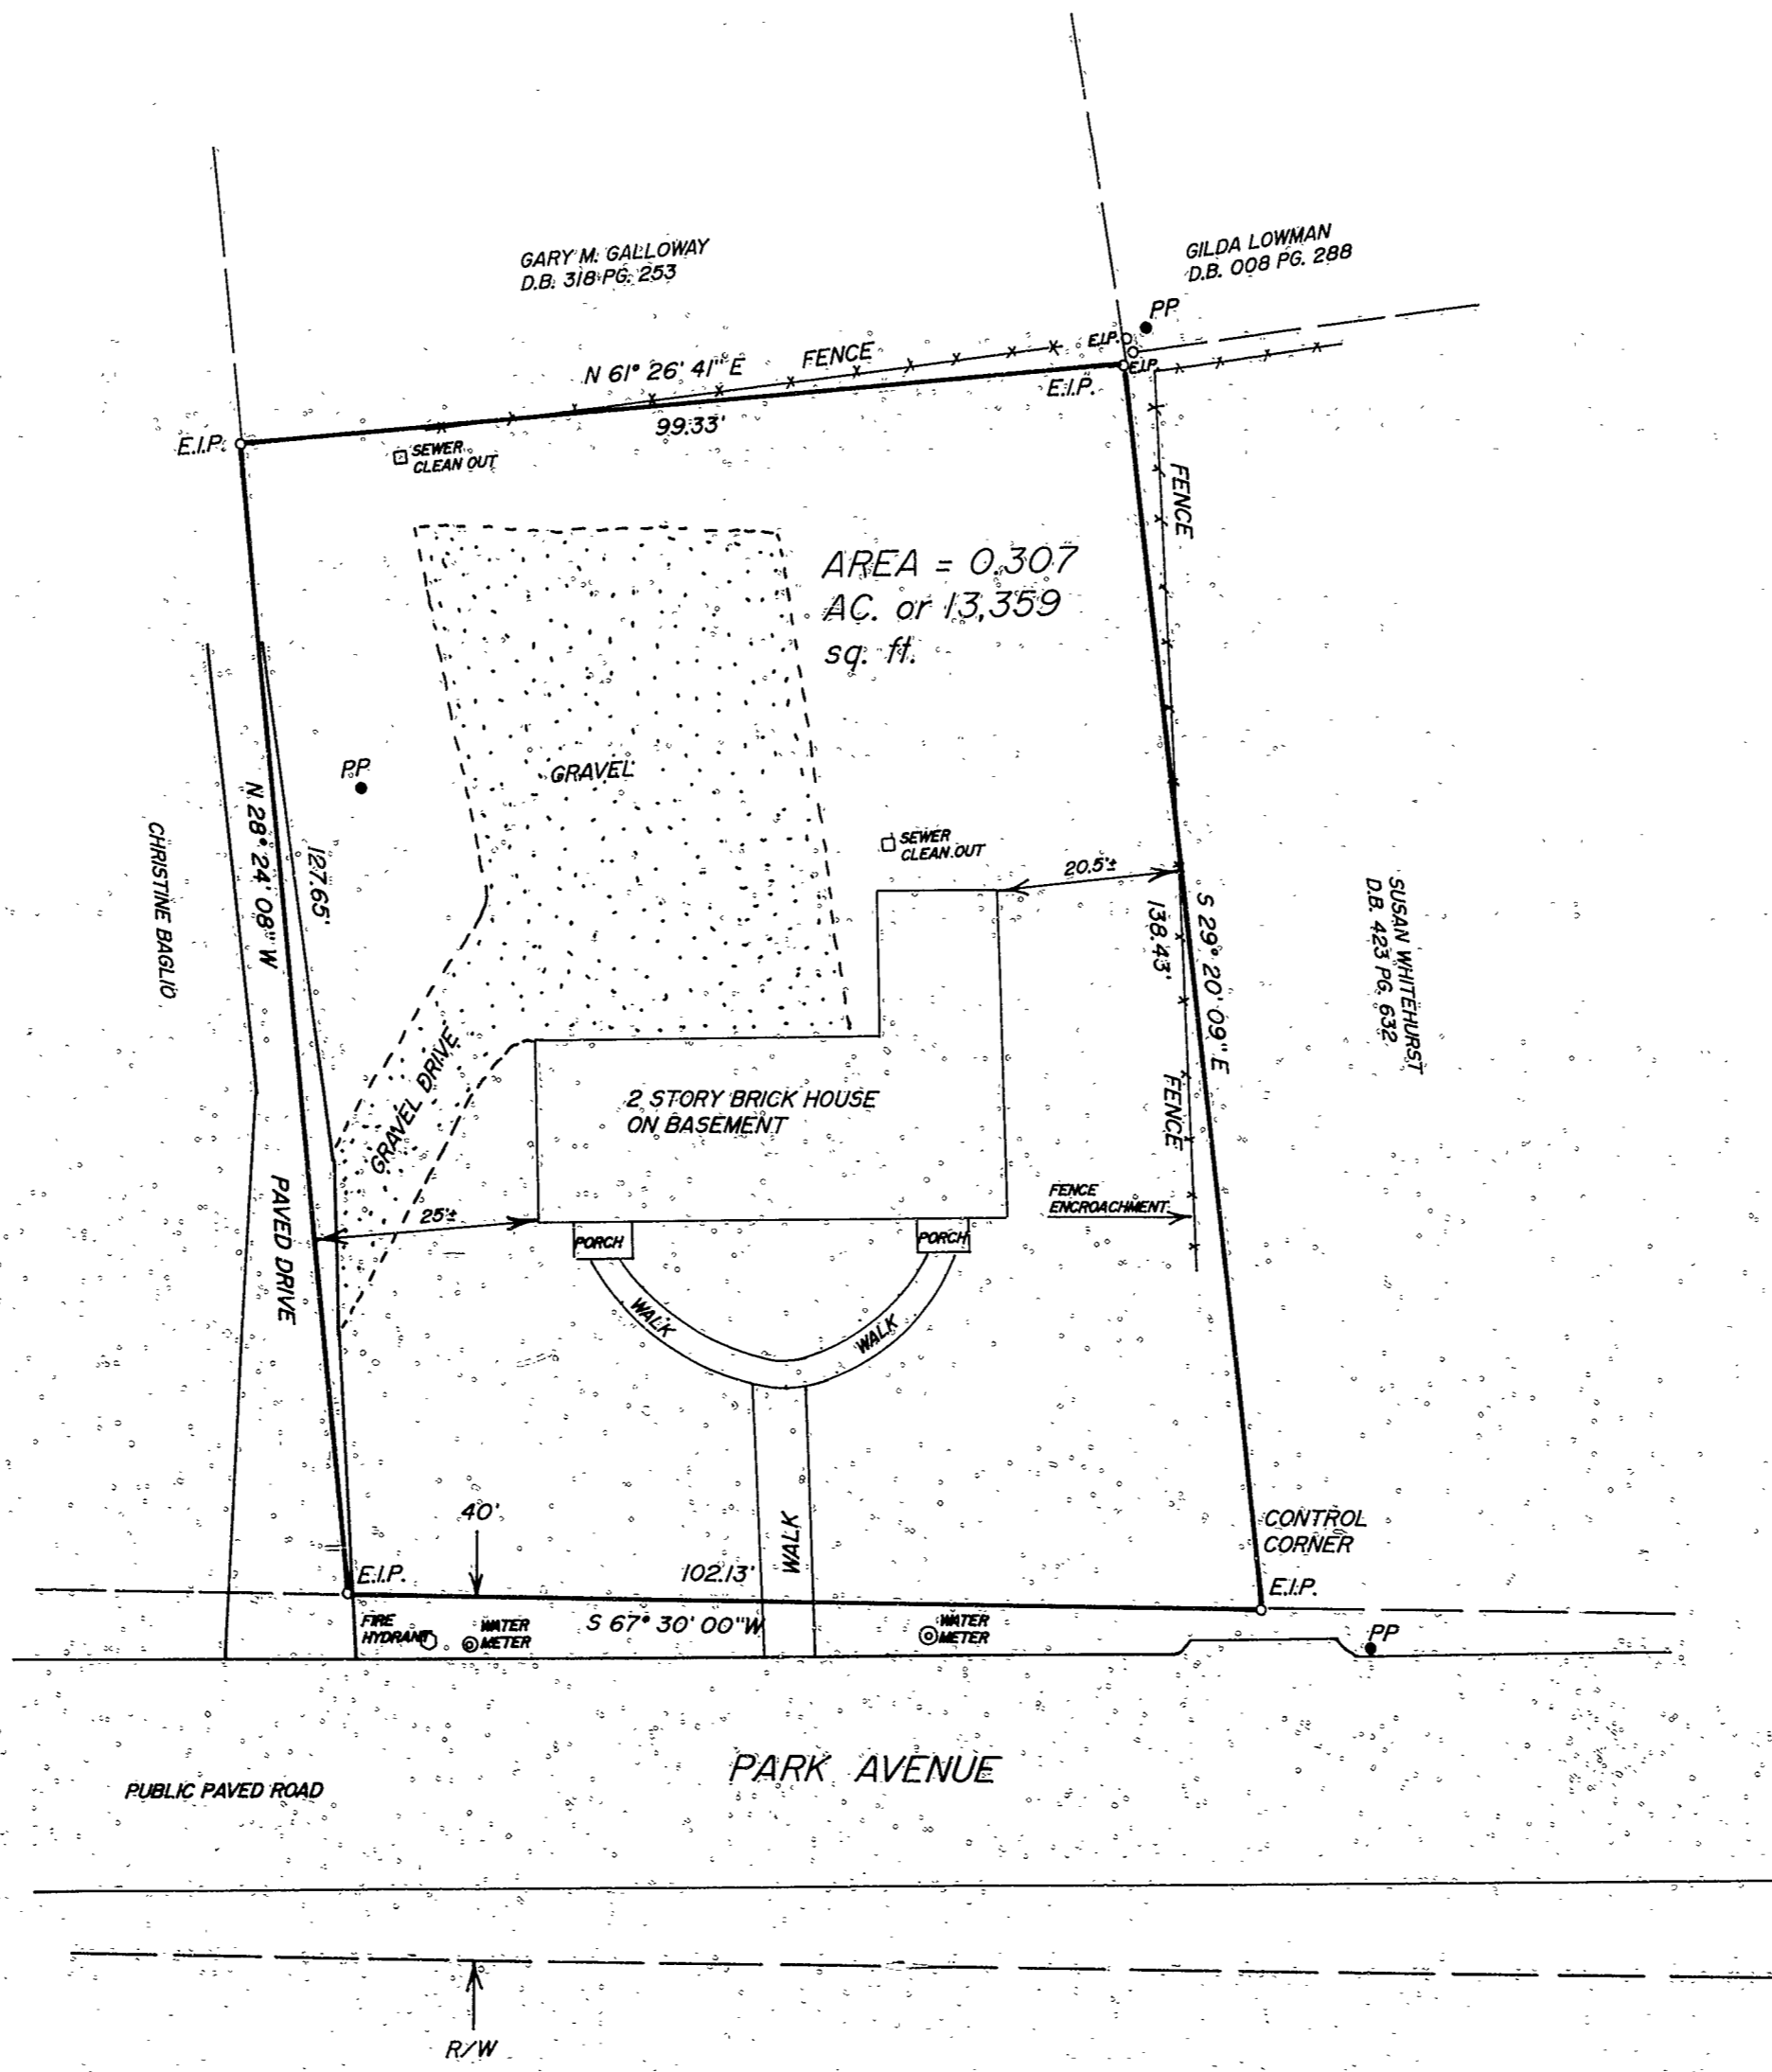 GARY M. GALLOWAY
D.B. 318 PG. 253
GILDA LOWMAN
D.B. 008 PG. 288
PP
E.I.P.
E.I.P.
E.I.P.
N 61° 26' 41" E
FENCE
99.33'
E.I.P.
SEWER
CLEAN OUT
FENCE
AREA = 0.307
AC. or 13,359
sq. ft.
P.P.
GRAVEL
N 28° 24' 08" W
127.65'
CHRISTINE BAGLIO
SEWER
CLEAN OUT
20.5'±
138.43'
S 29° 20' 09" E
SUSAN WHITEHURST
D.B. 423 PG. 632
GRAVEL DRIVE
2 STORY BRICK HOUSE
ON BASEMENT
FENCE
FENCE
ENCROACHMENT
PAVED DRIVE
25'±
PORCH
PORCH
WALK
WALK
WALK
40'
102.13'
CONTROL
CORNER
E.I.P.
E.I.P.
FIRE
HYDRANT
WATER
METER
S 67° 30' 00" W
WATER
METER
PP
PARK AVENUE
PUBLIC PAVED ROAD
R/W